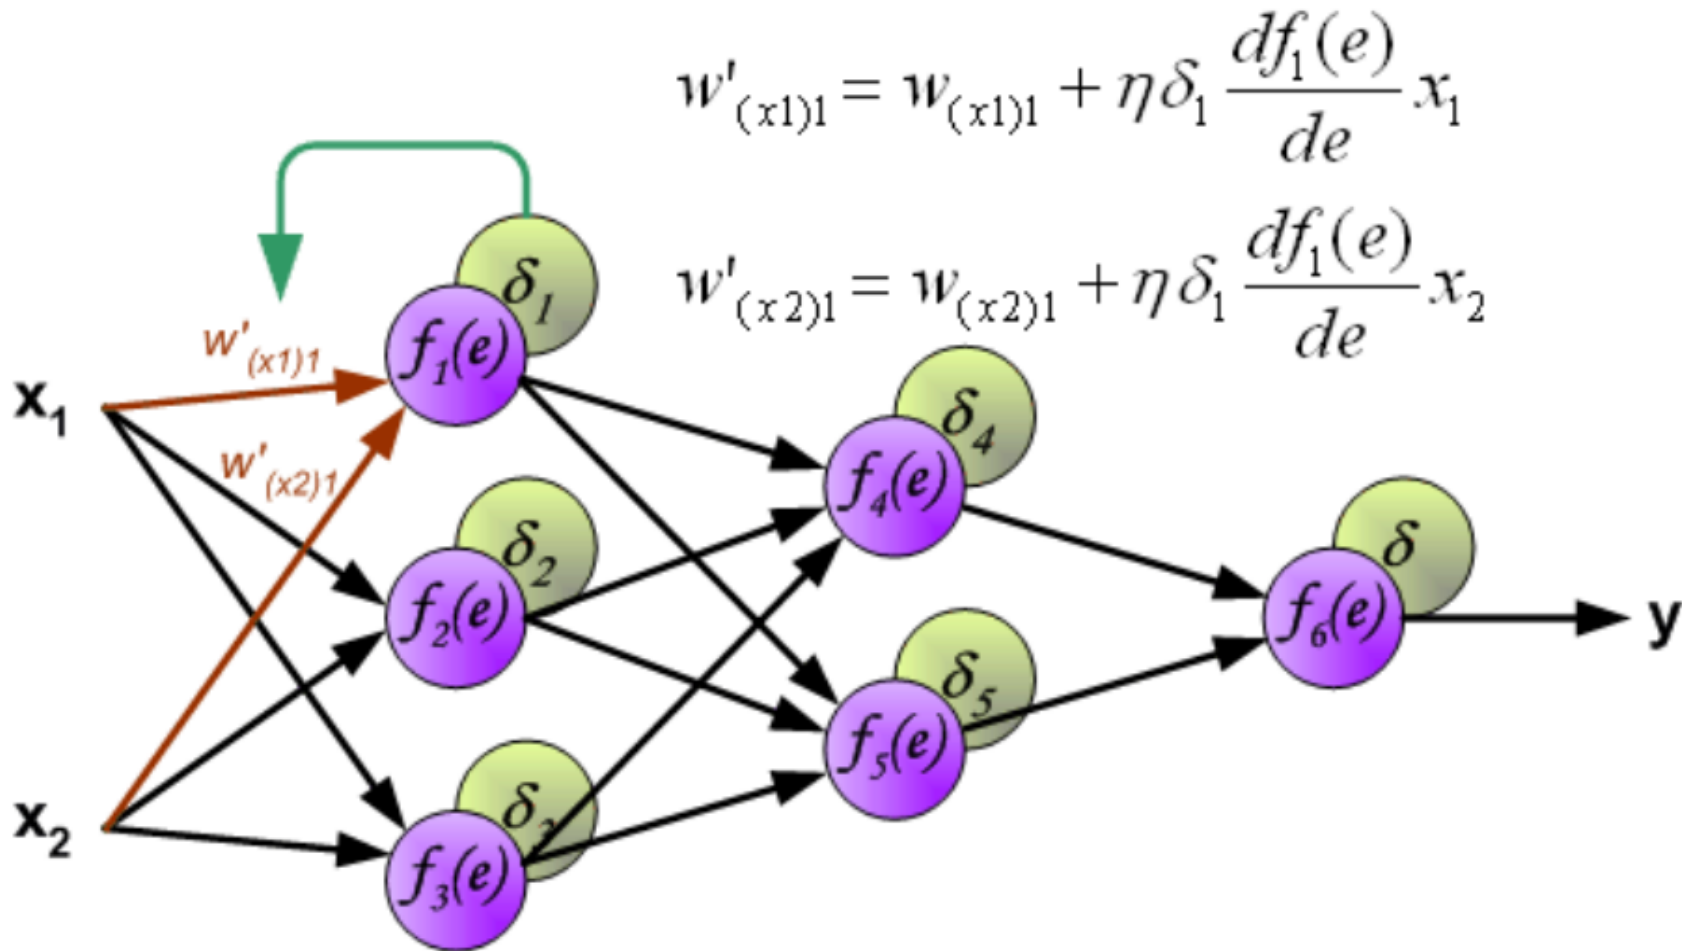 w'(x1)1 = w(x1)1 + ηδ1 df1(e)/de x1
w'(x2)1 = w(x2)1 + ηδ1 df1(e)/de x2
δ1
f1(e)
w'(x1)1
x1
w'(x2)1
δ4
f4(e)
δ2
f2(e)
δ
f6(e)
y
δ5
f5(e)
x2
δ3
f3(e)